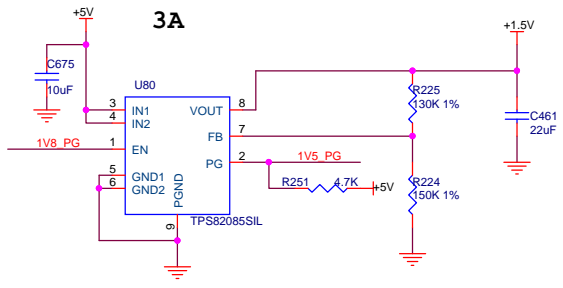 3A
+5V
+1.5V
C675
10uF
U80
3 IN1
4 IN2
VOUT 8
R225
130K 1%
C461
22uF
1V8_PG
1 EN
FB 7
PG 2
1V5_PG
5 GND1
6 GND2
PGND
9
R251 4.7K +5V
R224
150K 1%
TPS82085SIL